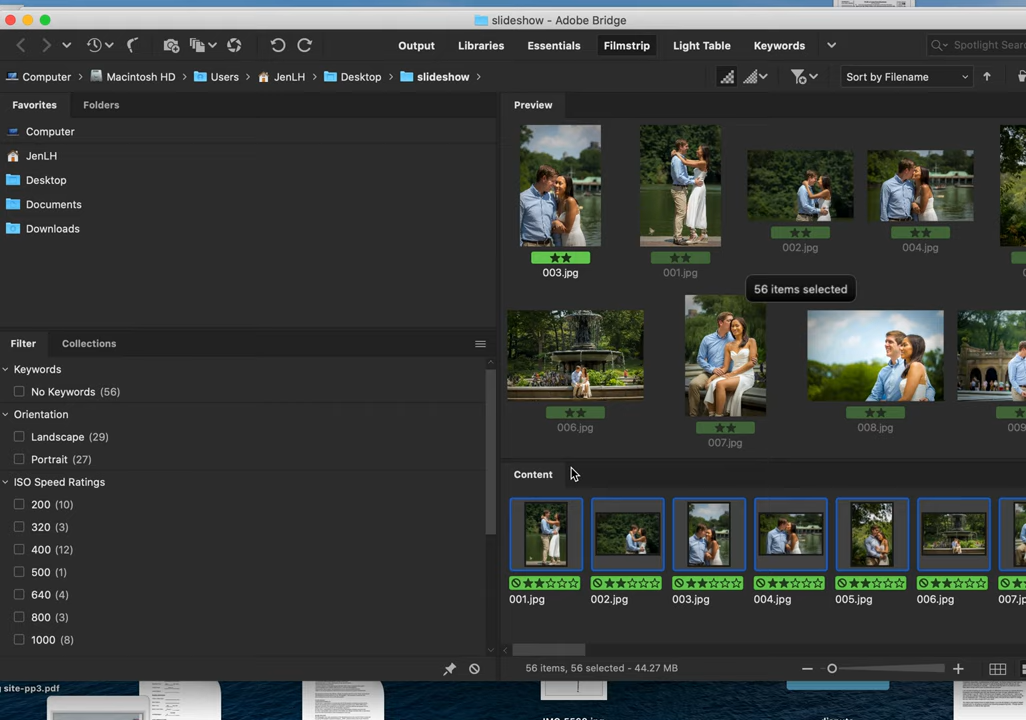 slideshow - Adobe Bridge
Output Libraries Essentials Filmstrip Light Table Keywords Spotlight Sear
Computer Macintosh HD Users JenLH Desktop slideshow Sort by Filename
Favorites Folders
Computer
JenLH
Desktop
Documents
Downloads
Filter Collections
Keywords
No Keywords (56)
Orientation
Landscape (29)
Portrait (27)
ISO Speed Ratings
200 (10)
320 (3)
400 (12)
500 (1)
640 (4)
800 (3)
1000 (8)
Preview
003.jpg 001.jpg 002.jpg 004.jpg
56 items selected
006.jpg 007.jpg 008.jpg 009
Content
001.jpg 002.jpg 003.jpg 004.jpg 005.jpg 006.jpg 007.j
56 items, 56 selected - 44.27 MB
site-pp3.pdf